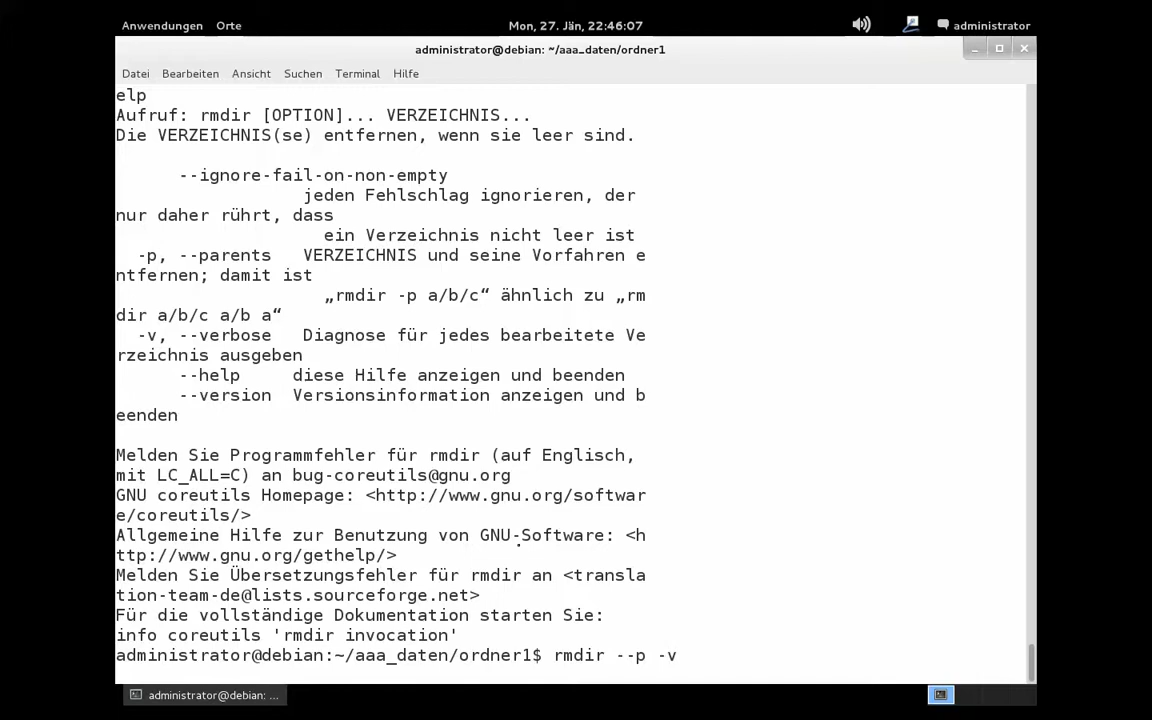 Anwendungen Orte Mon, 27. Jän, 22:46:07 administrator
administrator@debian: ~/aaa_daten/ordner1
Datei Bearbeiten Ansicht Suchen Terminal Hilfe
elp
Aufruf: rmdir [OPTION]... VERZEICHNIS...
Die VERZEICHNIS(se) entfernen, wenn sie leer sind.
--ignore-fail-on-non-empty
jeden Fehlschlag ignorieren, der
nur daher rührt, dass
ein Verzeichnis nicht leer ist
-p, --parents   VERZEICHNIS und seine Vorfahren e
ntfernen; damit ist
„rmdir -p a/b/c“ ähnlich zu „rm
dir a/b/c a/b a“
-v, --verbose   Diagnose für jedes bearbeitete Ve
rzeichnis ausgeben
--help     diese Hilfe anzeigen und beenden
--version  Versionsinformation anzeigen und b
eenden
Melden Sie Programmfehler für rmdir (auf Englisch,
mit LC_ALL=C) an bug-coreutils@gnu.org
GNU coreutils Homepage: <http://www.gnu.org/softwar
e/coreutils/>
Allgemeine Hilfe zur Benutzung von GNU-Software: <h
ttp://www.gnu.org/gethelp/>
Melden Sie Übersetzungsfehler für rmdir an <transla
tion-team-de@lists.sourceforge.net>
Für die vollständige Dokumentation starten Sie:
info coreutils 'rmdir invocation'
administrator@debian:~/aaa_daten/ordner1$ rmdir --p -v
administrator@debian: ...